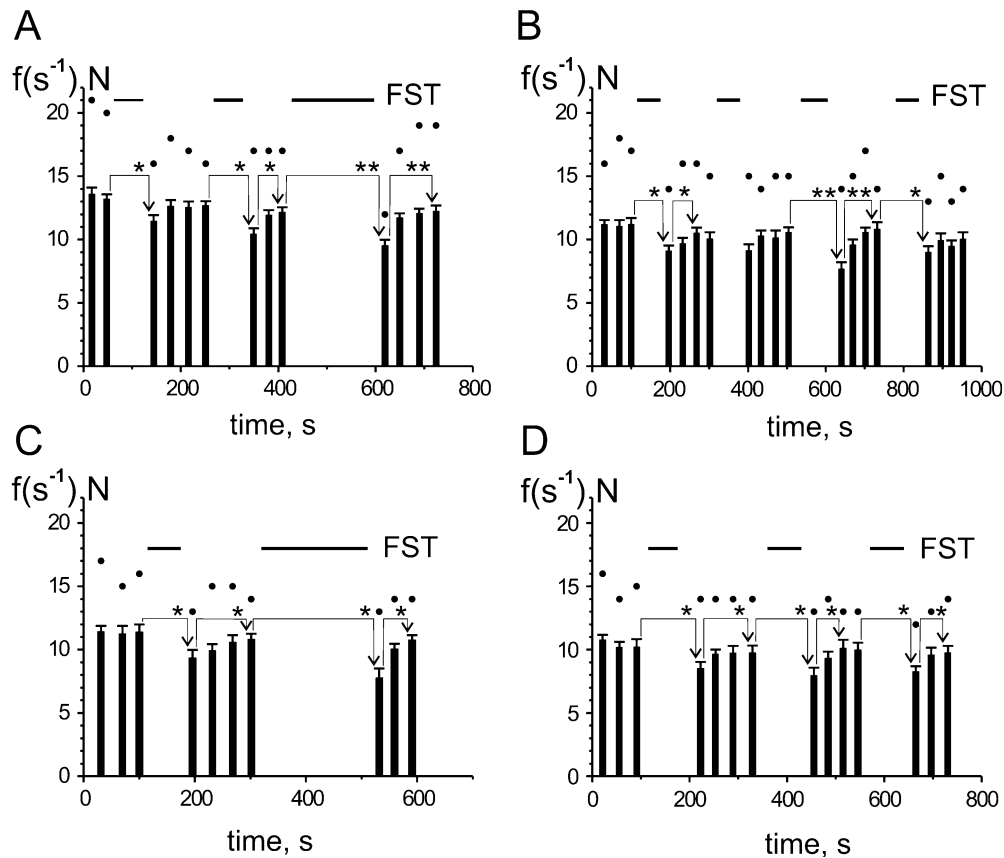 A
f(s⁻¹) N
FST
20
* * * ** **
15
10
5
0
0 200 400 600 800
time, s
B
f(s⁻¹) N
FST
20
* * ** ** *
15
10
5
0
0 200 400 600 800 1000
time, s
C
f(s⁻¹) N
20
FST
15
* * * *
10
5
0
0 200 400 600
time, s
D
f(s⁻¹) N
20
FST
15
* * * * * *
10
5
0
0 200 400 600 800
time, s